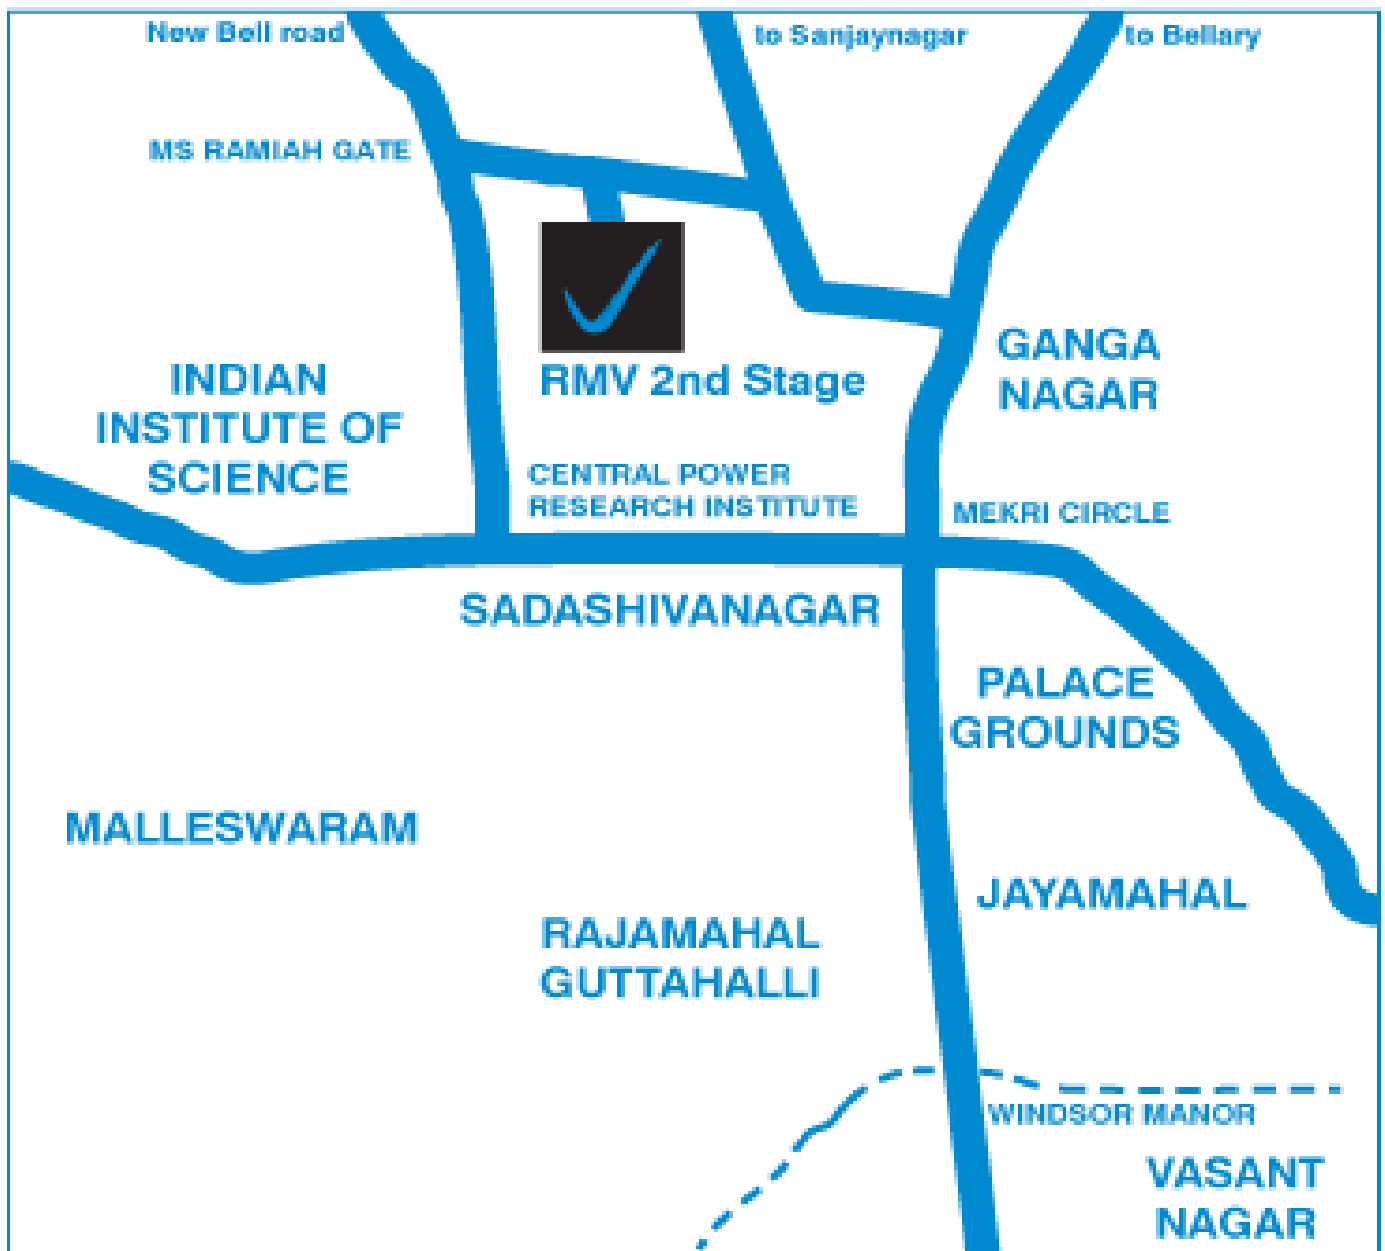 New Bell road
to Sanjaynagar
to Bellary
MS RAMIAH GATE
GANGA
NAGAR
INDIAN
INSTITUTE OF
SCIENCE
RMV 2nd Stage
CENTRAL POWER
RESEARCH INSTITUTE
MEKRI CIRCLE
SADASHIVANAGAR
PALACE
GROUNDS
MALLESWARAM
JAYAMAHAL
RAJAMAHAL
GUTTAHALLI
WINDSOR MANOR
VASANT
NAGAR